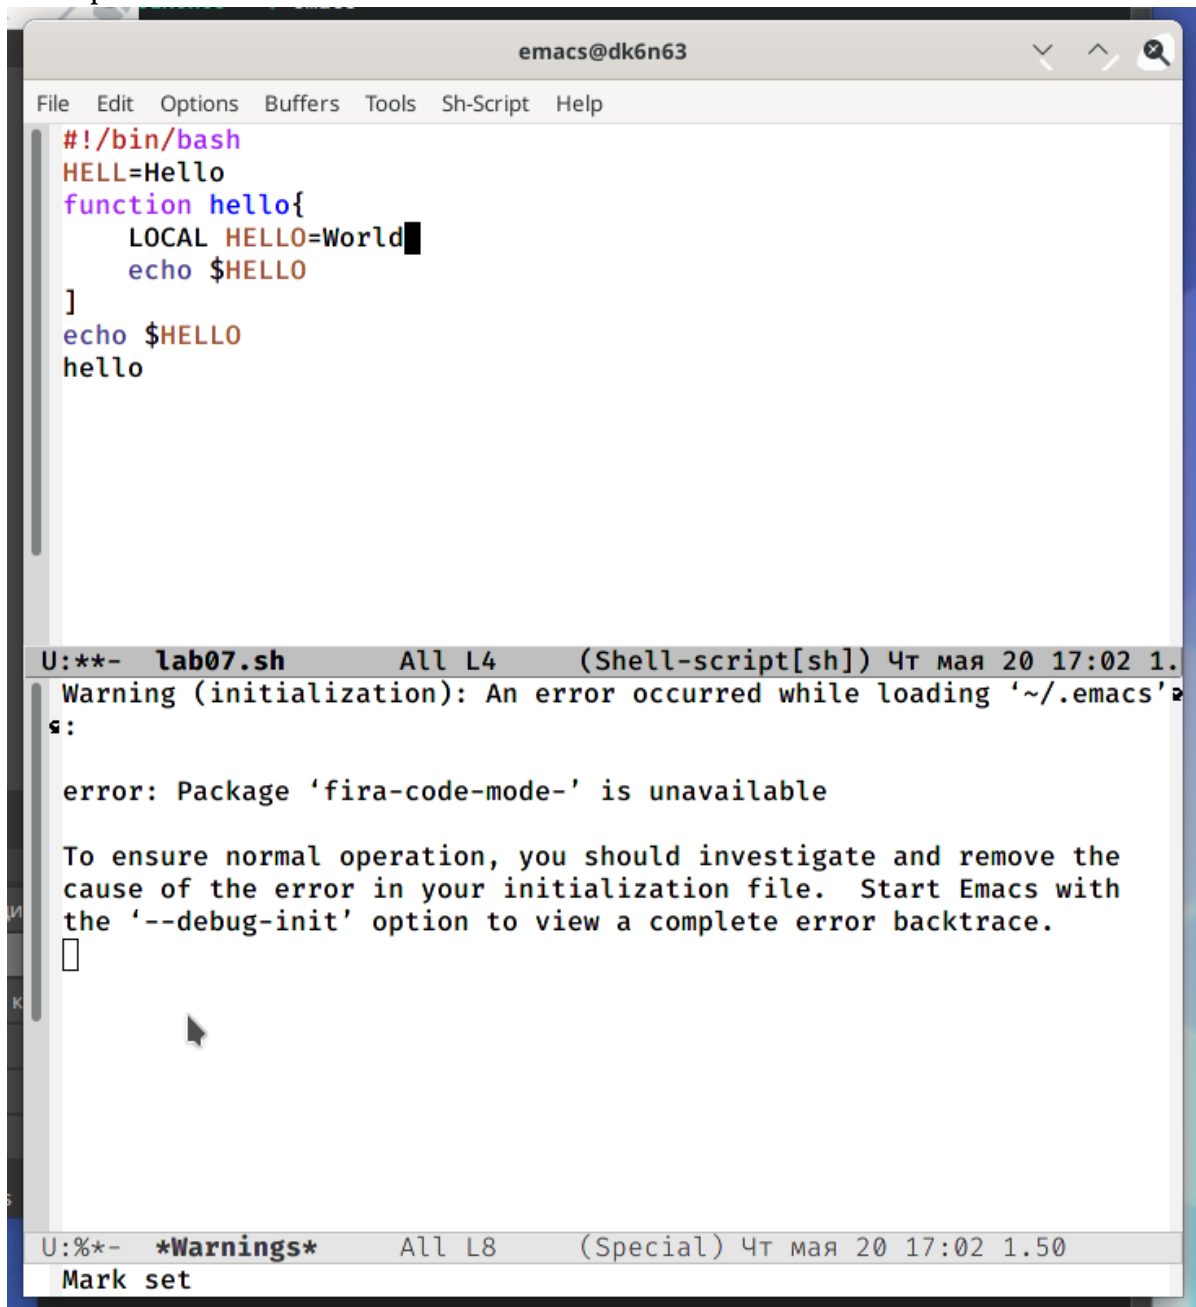 emacs@dk6n63
File Edit Options Buffers Tools Sh-Script Help
#!/bin/bash
HELL=Hello
function hello{
    LOCAL HELLO=World
    echo $HELLO
]
echo $HELLO
hello
U:**-  lab07.sh       All L4     (Shell-script[sh]) Чт мая 20 17:02 1.
Warning (initialization): An error occurred while loading ‘~/.emacs’
:
error: Package ‘fira-code-mode-’ is unavailable
To ensure normal operation, you should investigate and remove the
cause of the error in your initialization file.  Start Emacs with
the ‘--debug-init’ option to view a complete error backtrace.
U:%*-  *Warnings*     All L8     (Special) Чт мая 20 17:02 1.50
Mark set